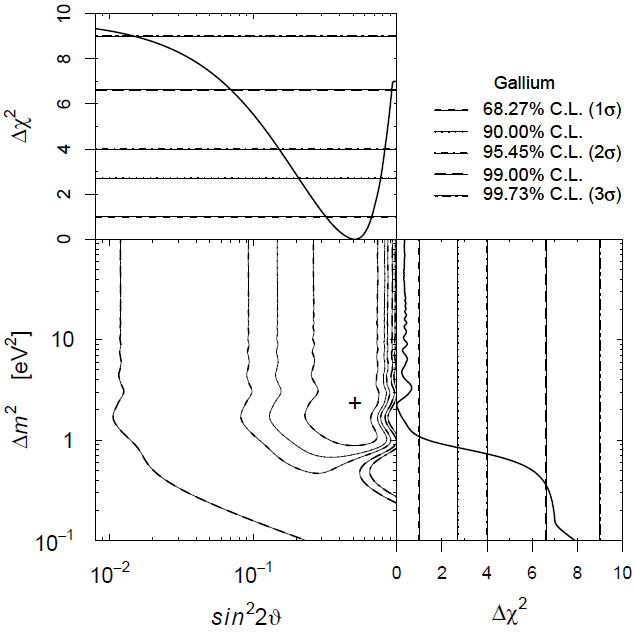 10
8
6
4
2
0
Δχ²
Gallium
68.27% C.L. (1σ)
90.00% C.L.
95.45% C.L. (2σ)
99.00% C.L.
99.73% C.L. (3σ)
10
1
10⁻¹
Δm² [eV²]
10⁻² 10⁻¹ 0 2 4 6 8 10
sin²2ϑ
Δχ²